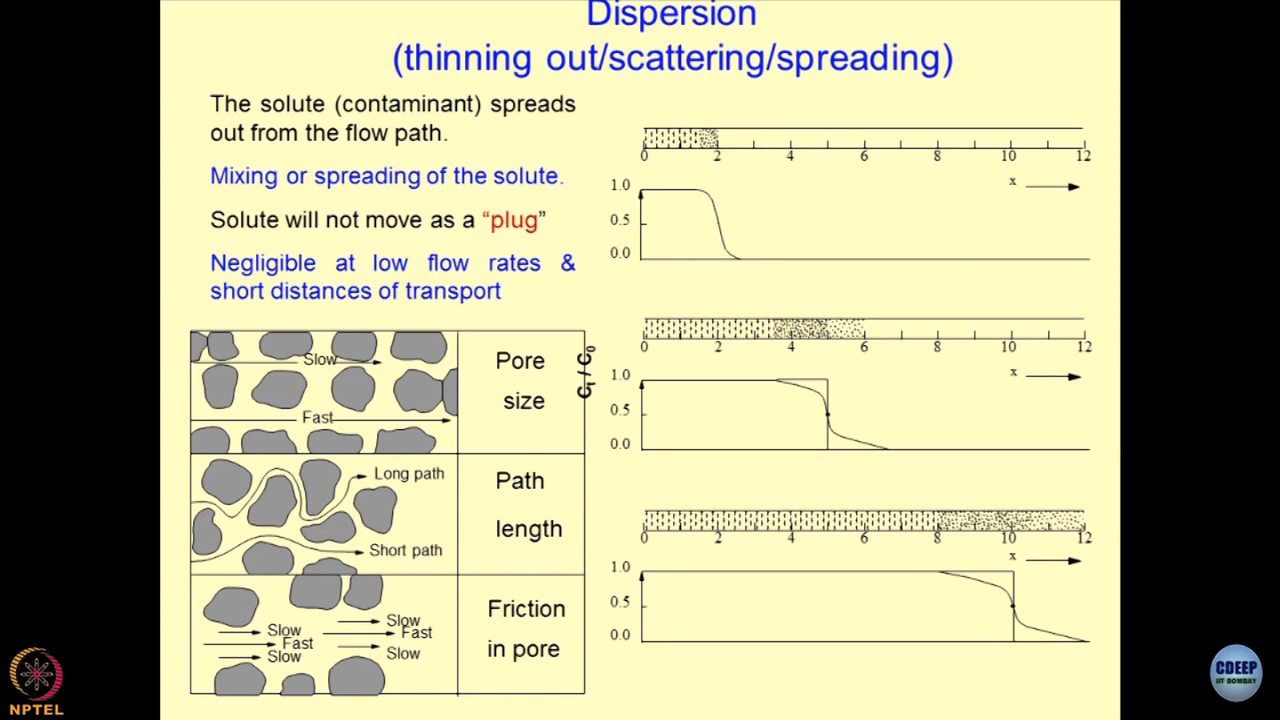 Dispersion
(thinning out/scattering/spreading)
The solute (contaminant) spreads
out from the flow path.
Mixing or spreading of the solute.
Solute will not move as a “plug”
Negligible at low flow rates &
short distances of transport
Slow
Fast
Pore
size
Long path
Short path
Path
length
Slow
Fast
Slow
Slow
Fast
Slow
Friction
in pore
Ct / C0
0 2 4 6 8 10 12
x
1.0
0.5
0.0
0 2 4 6 8 10 12
x
1.0
0.5
0.0
0 2 4 6 8 10 12
x
1.0
0.5
0.0
NPTEL
CDEEP
IIT BOMBAY